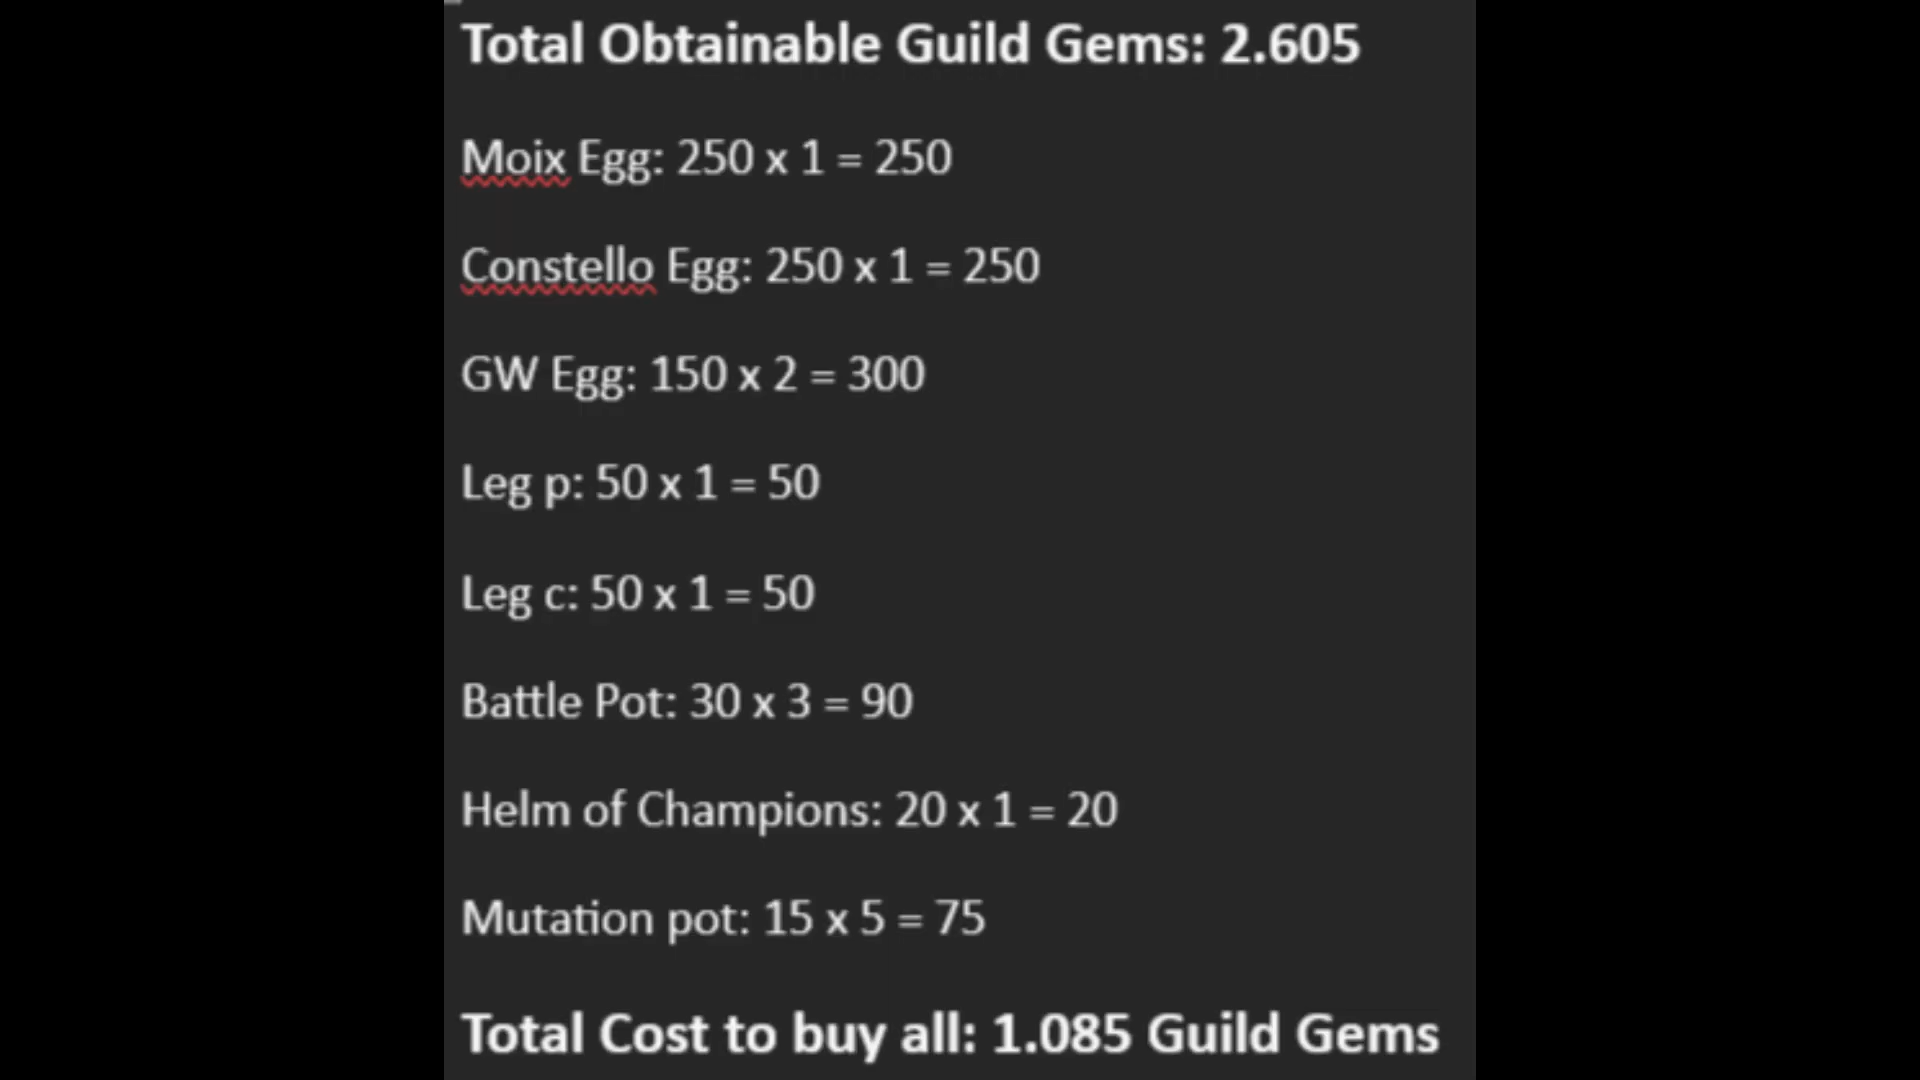 Total Obtainable Guild Gems: 2.605
Moix Egg: 250 x 1 = 250
Constello Egg: 250 x 1 = 250
GW Egg: 150 x 2 = 300
Leg p: 50 x 1 = 50
Leg c: 50 x 1 = 50
Battle Pot: 30 x 3 = 90
Helm of Champions: 20 x 1 = 20
Mutation pot: 15 x 5 = 75
Total Cost to buy all: 1.085 Guild Gems